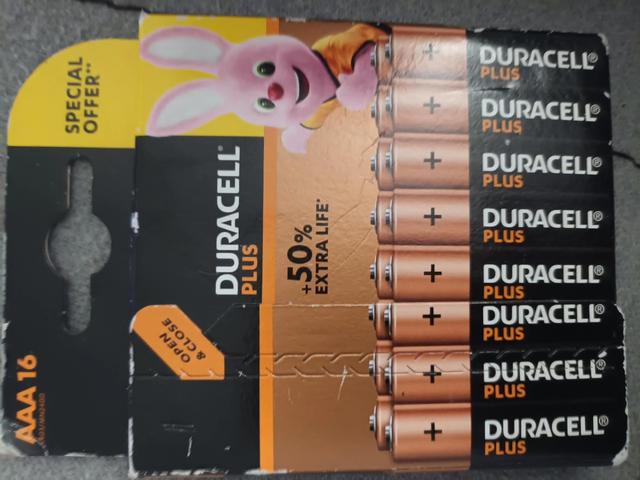 SPECIAL
OFFER**
AAA 16
DURACELL®
PLUS
+50%
EXTRA LIFE*
OPEN
& CLOSE
DURACELL®
PLUS
DURACELL®
PLUS
DURACELL®
PLUS
DURACELL®
PLUS
DURACELL®
PLUS
DURACELL®
PLUS
DURACELL®
PLUS
DURACELL®
PLUS
+
+
+
+
+
+
+
+